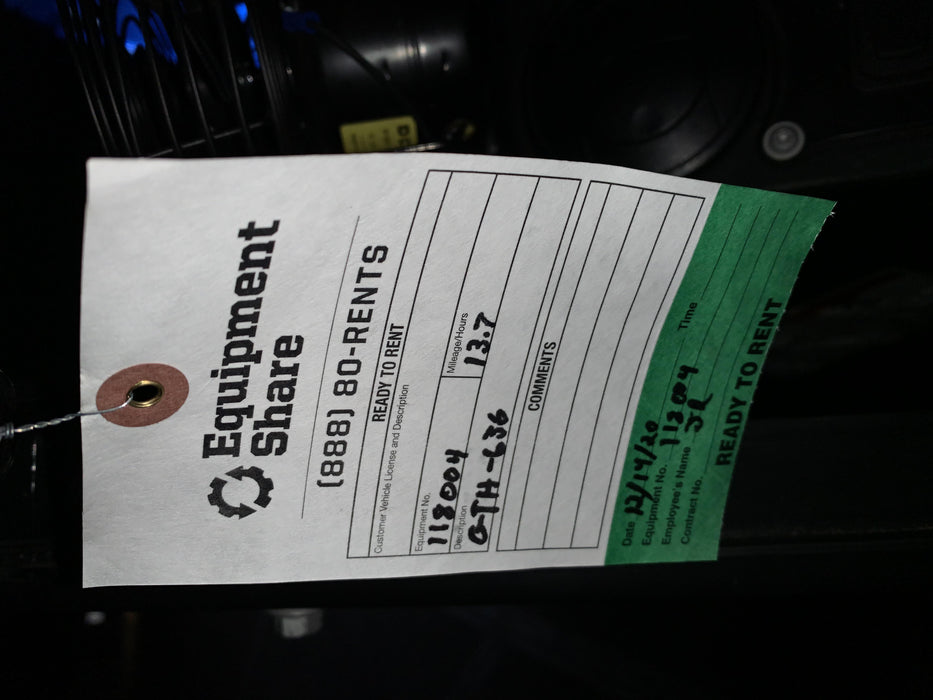 Equipment
Share
(888) 80-RENTS
READY TO RENT
Customer Vehicle License and Description
Equipment No.
118004
Mileage/Hours
13.7
Description
O-TH-636
COMMENTS
Date 12/14/20 Time
Equipment No. 118004
Employee's Name JR
Contract No.
READY TO RENT